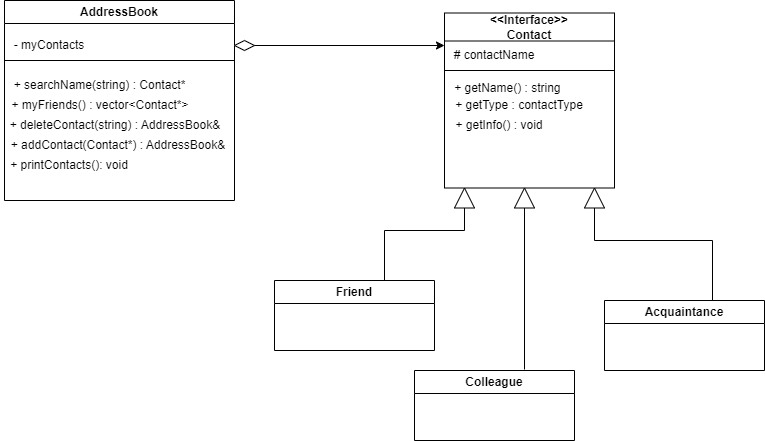 AddressBook
- myContacts
+ searchName(string) : Contact*
+ myFriends() : vector<Contact*>
+ deleteContact(string) : AddressBook&
+ addContact(Contact*) : AddressBook&
+ printContacts(): void
<<Interface>>
Contact
# contactName
+ getName() : string
+ getType : contactType
+ getInfo() : void
Friend
Acquaintance
Colleague